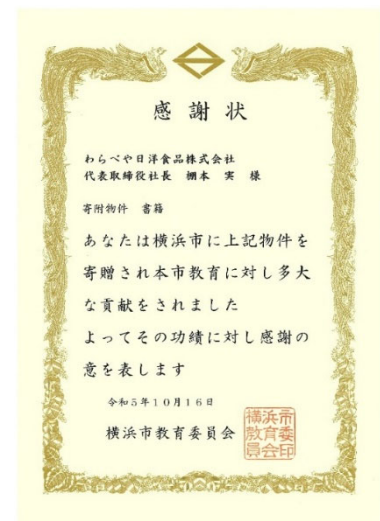 感謝状
わらべや日洋食品株式会社
代表取締役社長 棚本 実 様
寄附物件 書籍
あなたは横浜市に上記物件を
寄贈され本市教育に対し多大
な貢献をされました
よってその功績に対し感謝の
意を表します
令和5年10月16日
横浜市教育委員会
横浜市
教育委
員会印